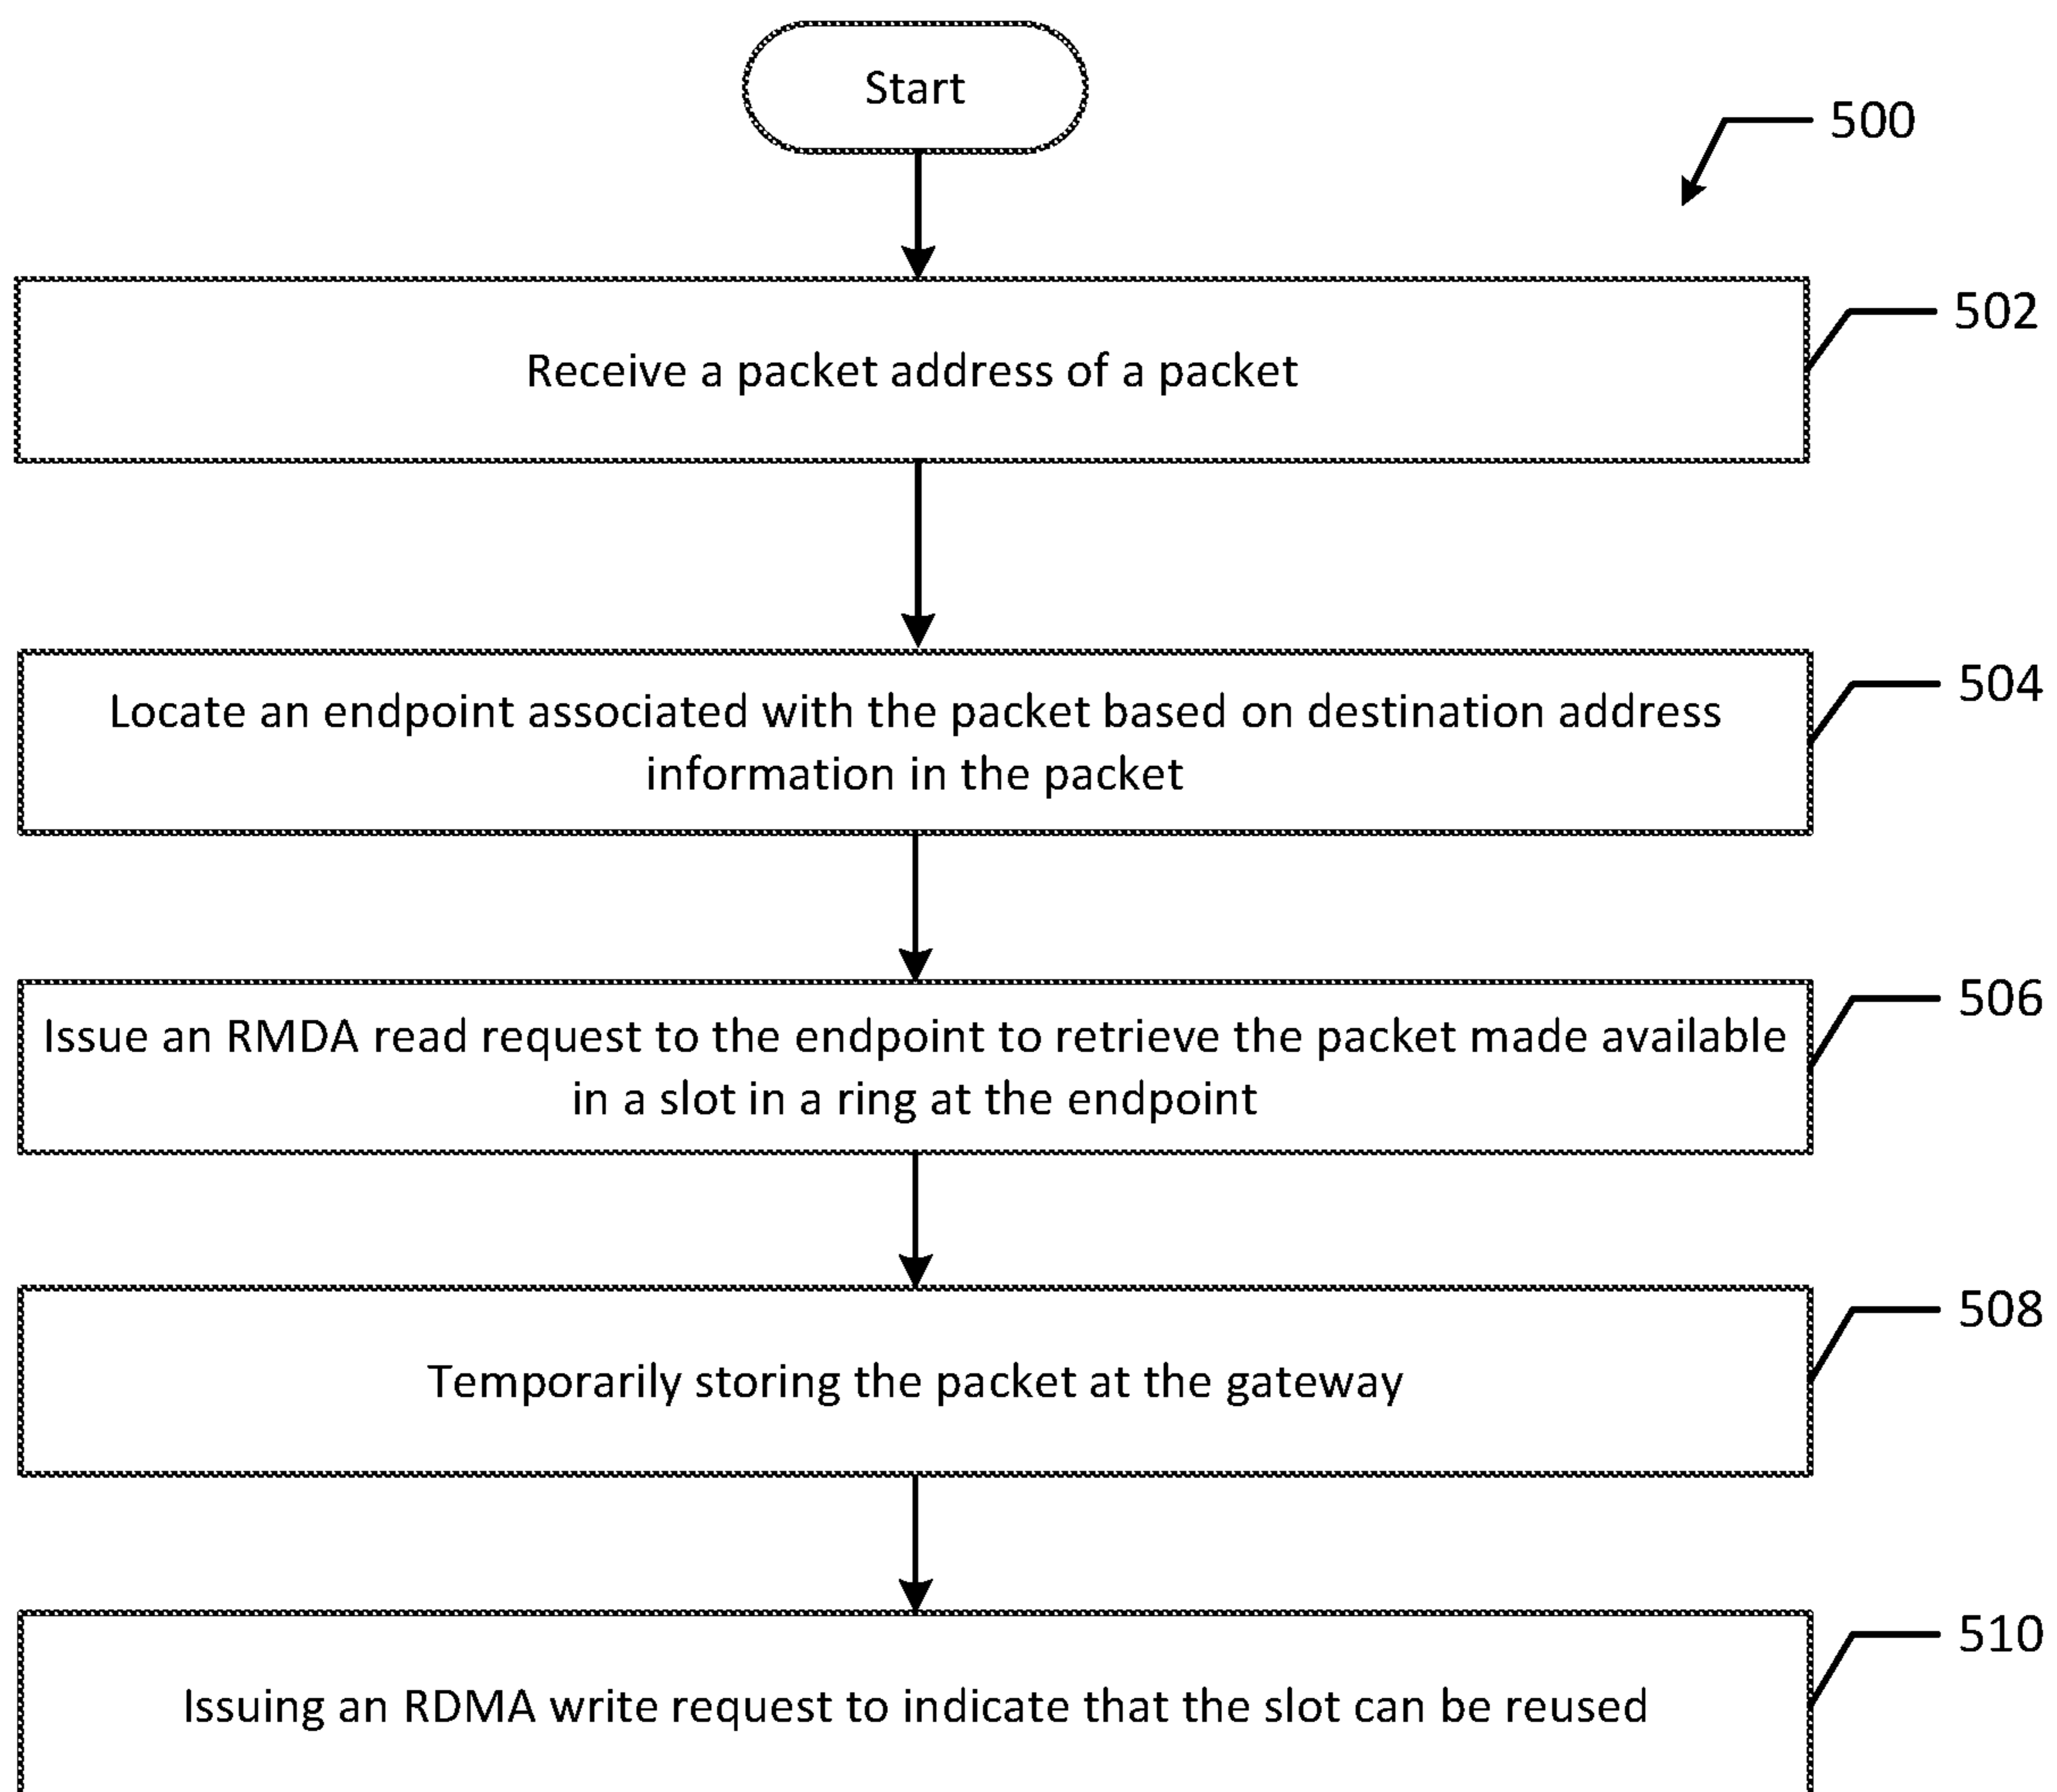 Start
500
Receive a packet address of a packet
502
Locate an endpoint associated with the packet based on destination address
information in the packet
504
Issue an RMDA read request to the endpoint to retrieve the packet made available
in a slot in a ring at the endpoint
506
Temporarily storing the packet at the gateway
508
Issuing an RDMA write request to indicate that the slot can be reused
510